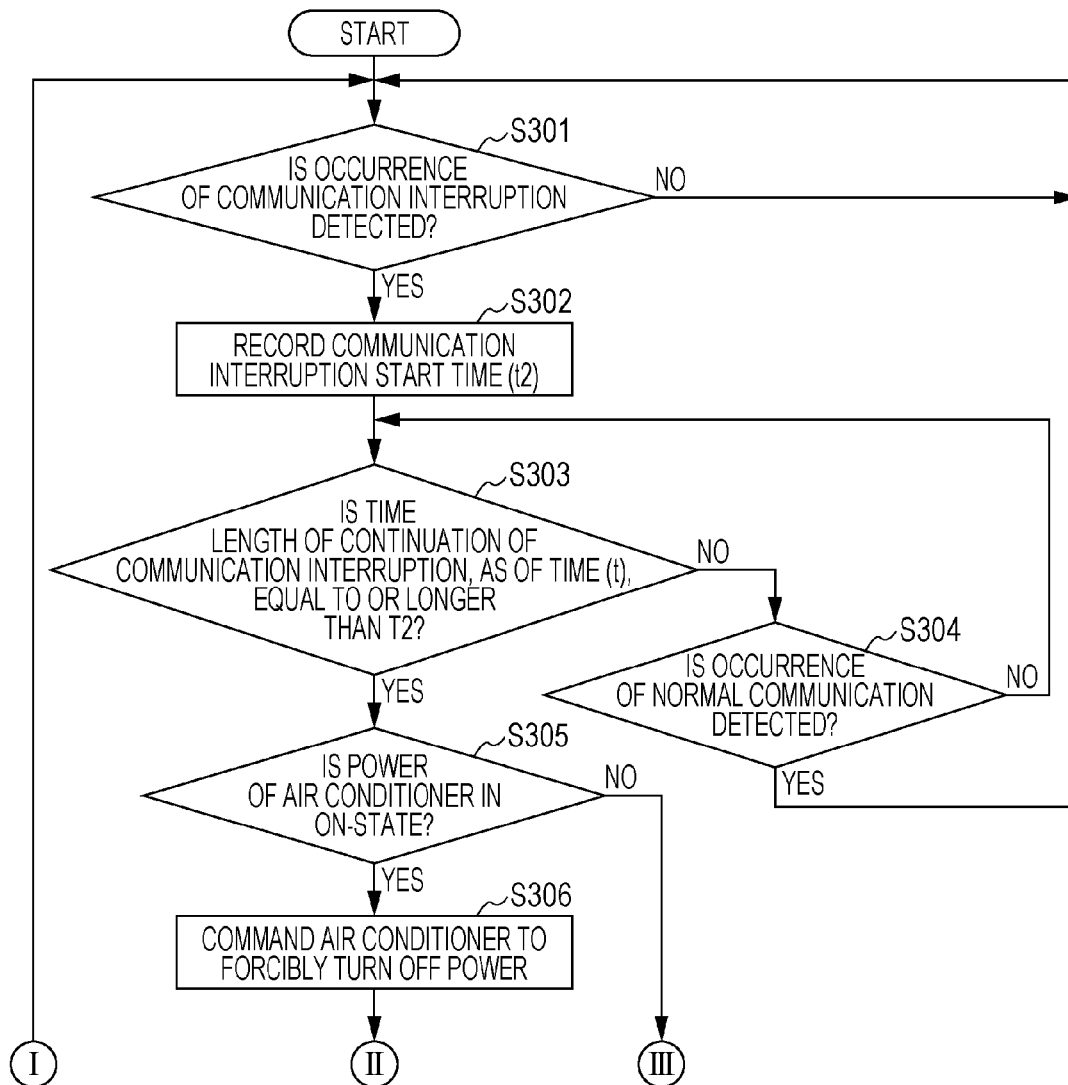 START
S301
IS OCCURRENCE
OF COMMUNICATION INTERRUPTION
DETECTED?
NO
YES
S302
RECORD COMMUNICATION
INTERRUPTION START TIME (t2)
S303
IS TIME
LENGTH OF CONTINUATION OF
COMMUNICATION INTERRUPTION, AS OF TIME (t),
EQUAL TO OR LONGER
THAN T2?
NO
YES
S304
IS OCCURRENCE
OF NORMAL COMMUNICATION
DETECTED?
NO
YES
S305
IS POWER
OF AIR CONDITIONER IN
ON-STATE?
NO
YES
S306
COMMAND AIR CONDITIONER TO
FORCIBLY TURN OFF POWER
I
II
III